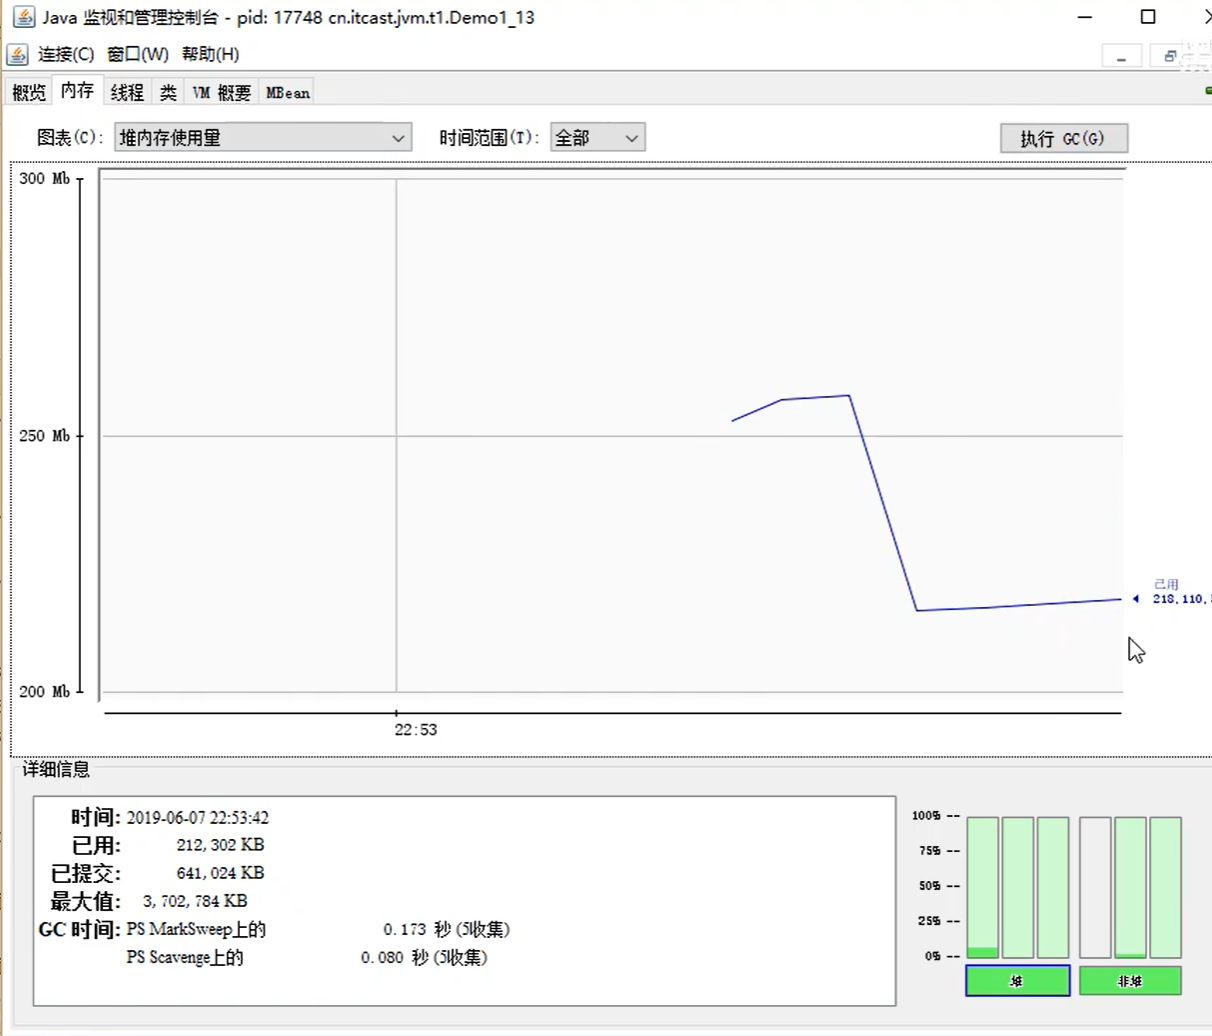 Java 监视和管理控制台 - pid: 17748 cn.itcast.jvm.t1.Demo1_13
连接(C) 窗口(W) 帮助(H)
概览 内存 线程 类 VM 概要 MBean
图表(C): 堆内存使用量 时间范围(T): 全部 执行 GC(G)
300 Mb
250 Mb
已用
218,110,
200 Mb
22:53
详细信息
时间: 2019-06-07 22:53:42
已用: 212,302 KB
已提交: 641,024 KB
最大值: 3,702,784 KB
GC 时间: PS MarkSweep上的 0.173 秒 (5收集)
PS Scavenge上的 0.080 秒 (5收集)
100% --
75% --
50% --
25% --
0% --
堆 非堆